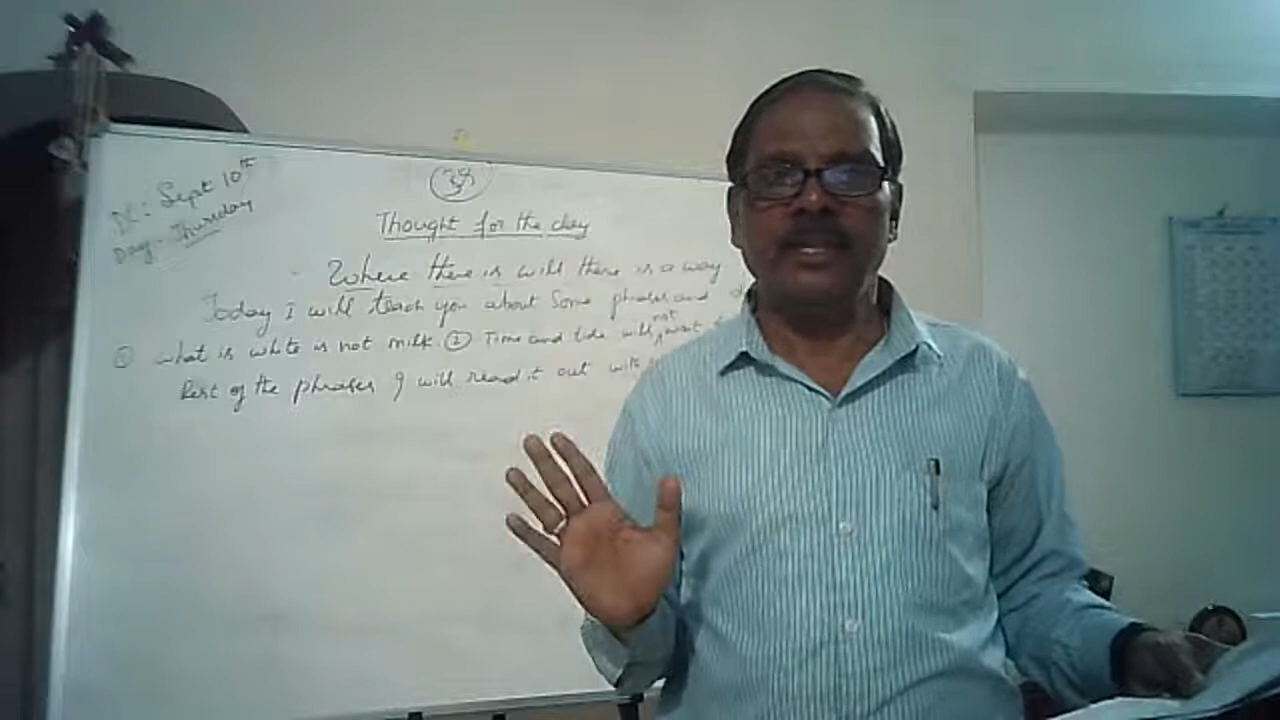 Dt: Sept 10th
Day:- Thursday
Thought for the day
Where there is will there is a way
Today I will teach you about Some phrases and
① what is white is not milk. ② Time and tide will not wait
Rest of the phrases I will read it out with